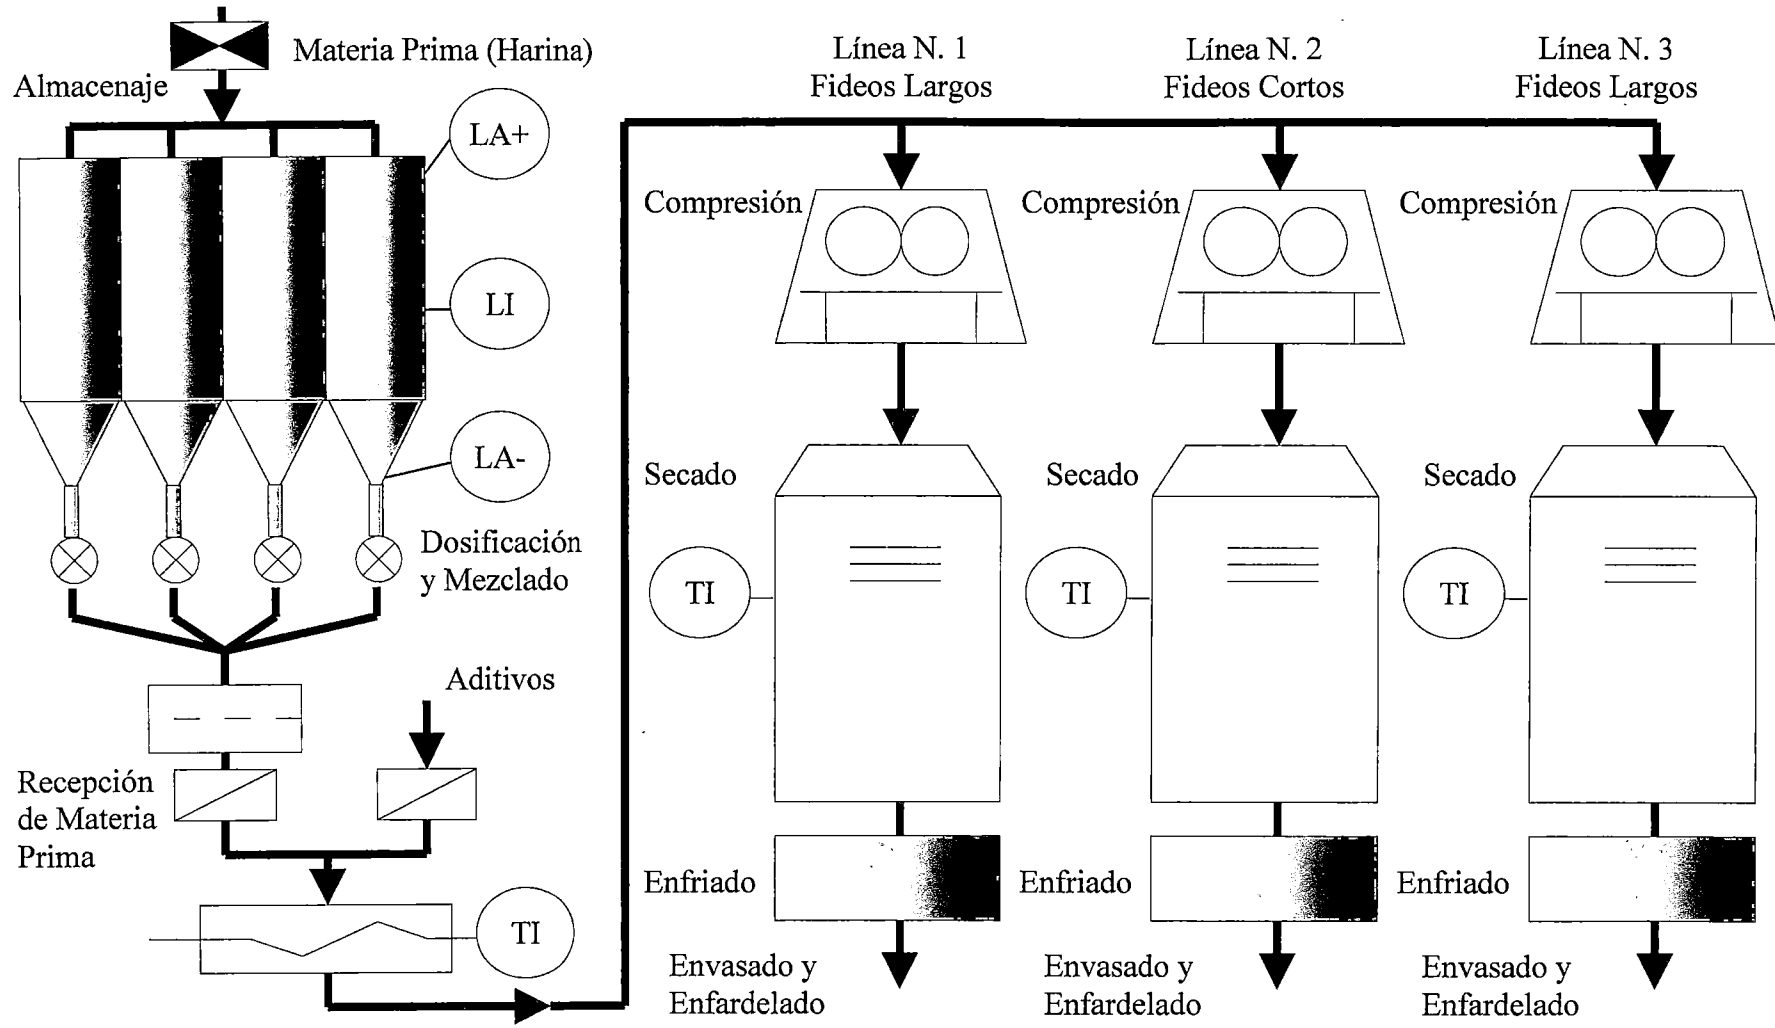 Materia Prima (Harina)
Almacenaje
LA+
LI
LA-
Dosificación
y Mezclado
Aditivos
Recepción
de Materia
Prima
TI
Línea N. 1
Fideos Largos
Compresión
Secado
TI
Enfriado
Envasado y
Enfardelado
Línea N. 2
Fideos Cortos
Compresión
Secado
TI
Enfriado
Envasado y
Enfardelado
Línea N. 3
Fideos Largos
Compresión
Secado
TI
Enfriado
Envasado y
Enfardelado